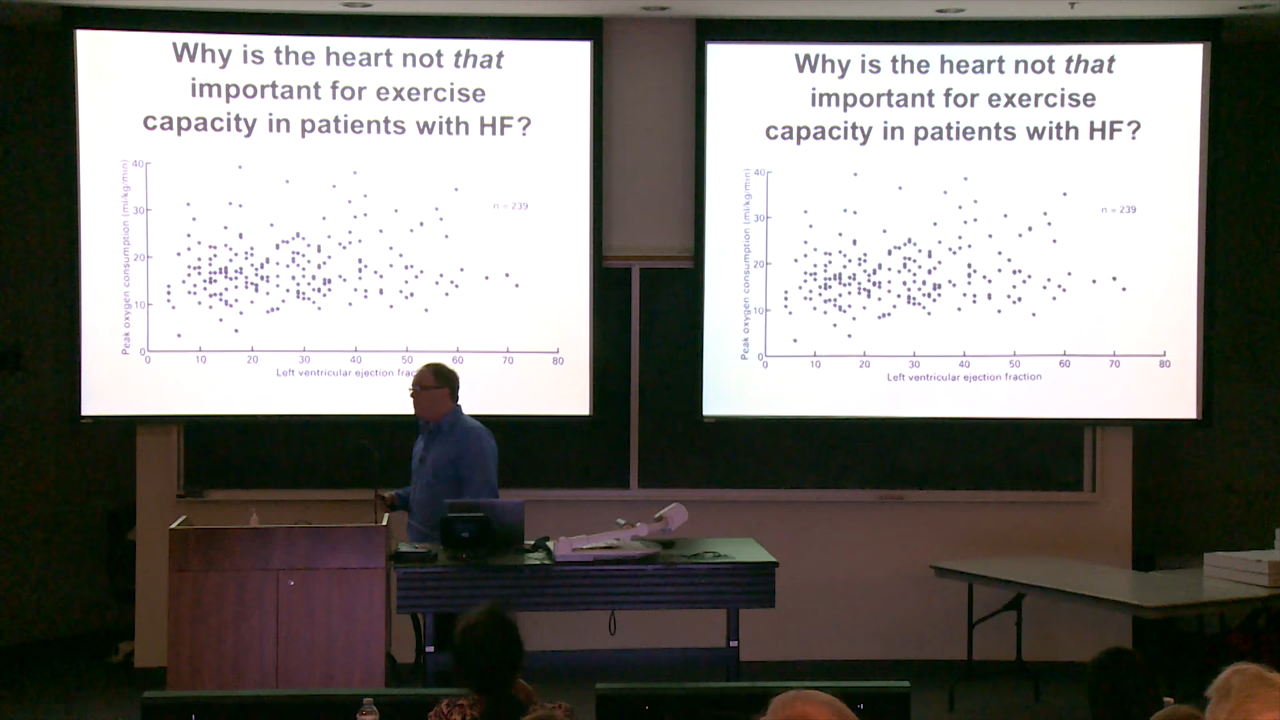 Why is the heart not that
important for exercise
capacity in patients with HF?
Peak oxygen consumption (ml/kg/min)
40
30
20
10
0
n = 239
0 10 20 30 40 50 60 70 80
Left ventricular ejection frac
Why is the heart not that
important for exercise
capacity in patients with HF?
Peak oxygen consumption (ml/kg/min)
40
30
20
10
0
n = 239
0 10 20 30 40 50 60 70 80
Left ventricular ejection fraction